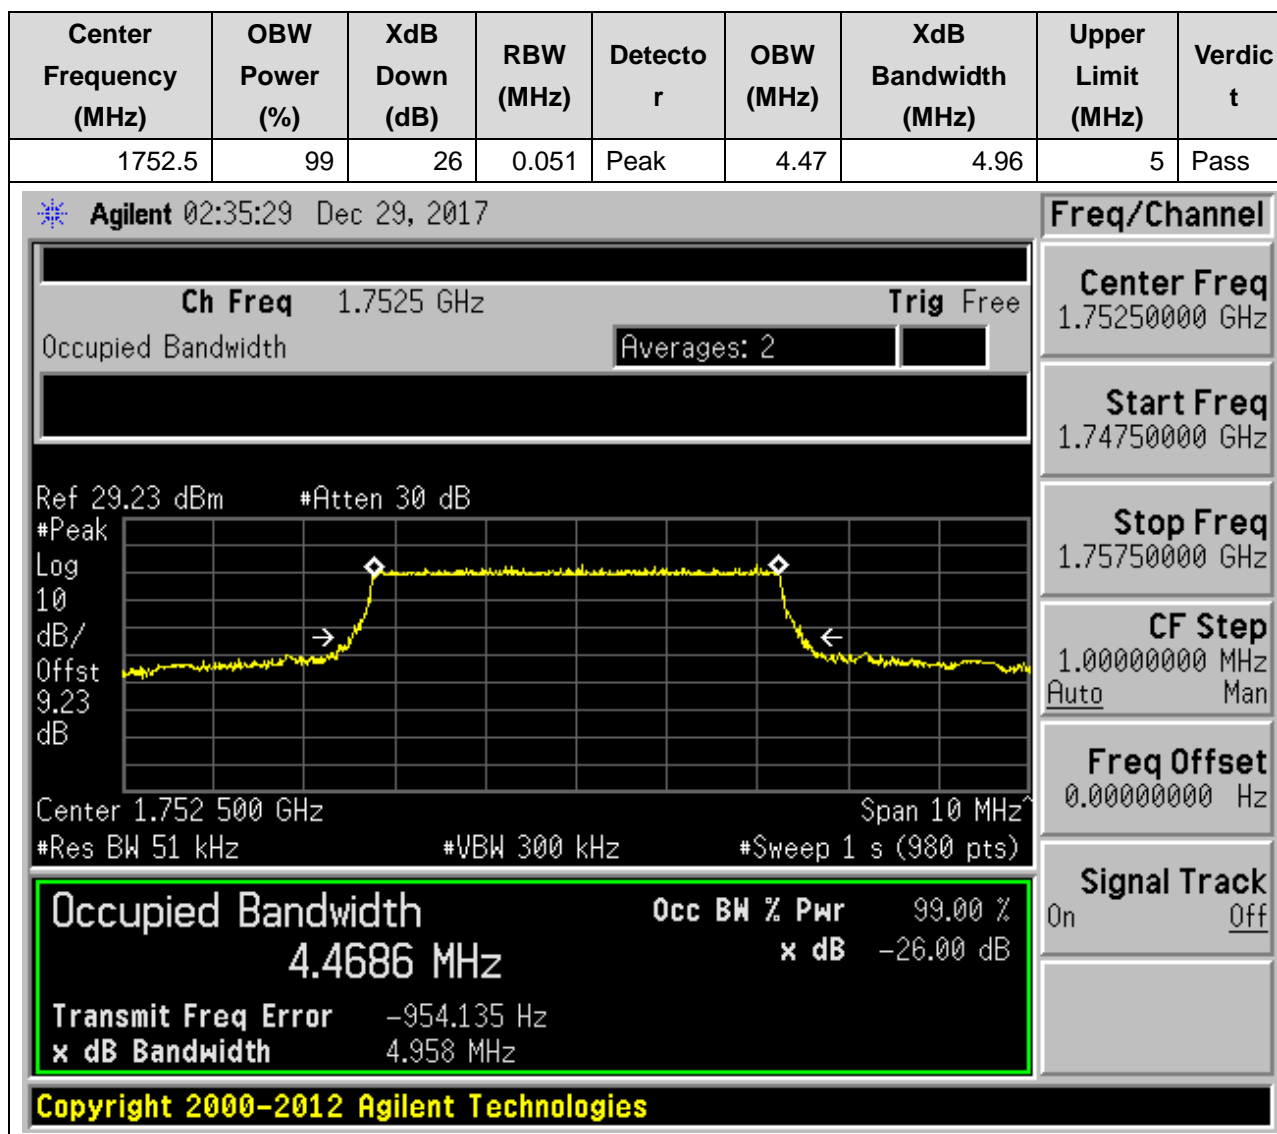 Center Frequency (MHz) OBW Power (%) XdB Down (dB) RBW (MHz) Detecto r OBW (MHz) XdB Bandwidth (MHz) Upper Limit (MHz) Verdic t
1752.5 99 26 0.051 Peak 4.47 4.96 5 Pass
Agilent 02:35:29 Dec 29, 2017
Ch Freq 1.7525 GHz Trig Free
Occupied Bandwidth Averages: 2
Ref 29.23 dBm #Atten 30 dB
#Peak
Log
10
dB/
Offst
9.23
dB
Center 1.752 500 GHz Span 10 MHz^
#Res BW 51 kHz #VBW 300 kHz #Sweep 1 s (980 pts)
Occupied Bandwidth Occ BW % Pwr 99.00 %
4.4686 MHz x dB -26.00 dB
Transmit Freq Error -954.135 Hz
x dB Bandwidth 4.958 MHz
Copyright 2000-2012 Agilent Technologies
Freq/Channel
Center Freq
1.75250000 GHz
Start Freq
1.74750000 GHz
Stop Freq
1.75750000 GHz
CF Step
1.00000000 MHz
Auto Man
Freq Offset
0.00000000 Hz
Signal Track
On Off